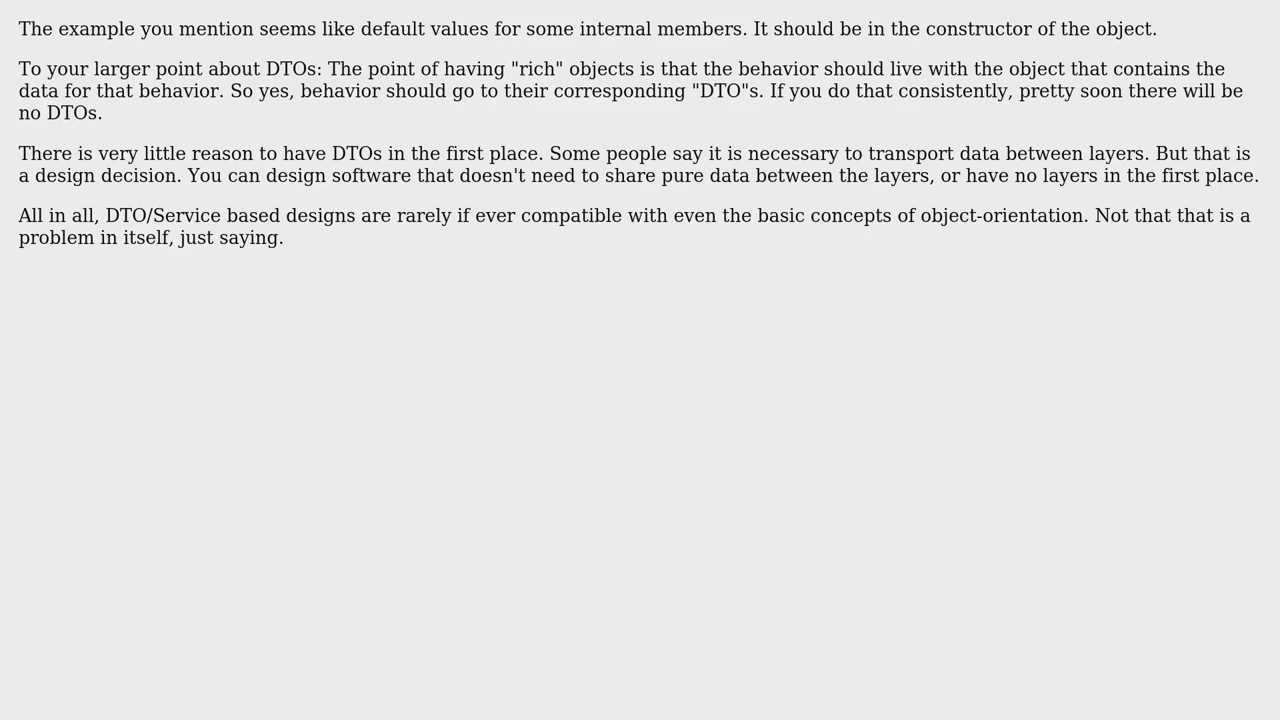 The example you mention seems like default values for some internal members. It should be in the constructor of the object.
To your larger point about DTOs: The point of having "rich" objects is that the behavior should live with the object that contains the
data for that behavior. So yes, behavior should go to their corresponding "DTO"s. If you do that consistently, pretty soon there will be
no DTOs.
There is very little reason to have DTOs in the first place. Some people say it is necessary to transport data between layers. But that is
a design decision. You can design software that doesn't need to share pure data between the layers, or have no layers in the first place.
All in all, DTO/Service based designs are rarely if ever compatible with even the basic concepts of object-orientation. Not that that is a
problem in itself, just saying.